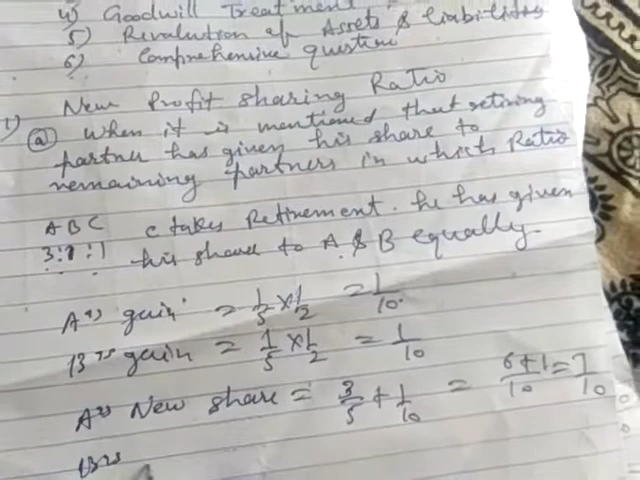 4) Goodwill Treatment
5) Revaluation of Assets & liabilities
6) Comprehensive question
1) New Profit sharing Ratio
(a) When it is mentioned that retiring
partner has given his share to
remaining partners in which Ratio
A B C C takes Retirement. he has given
3:1:1 his share to A & B equally.
A's gain = 1/5 × 1/2 = 1/10.
B's gain = 1/5 × 1/2 = 1/10
A's New share = 3/5 + 1/10 = 6+1/10 = 7/10
B's